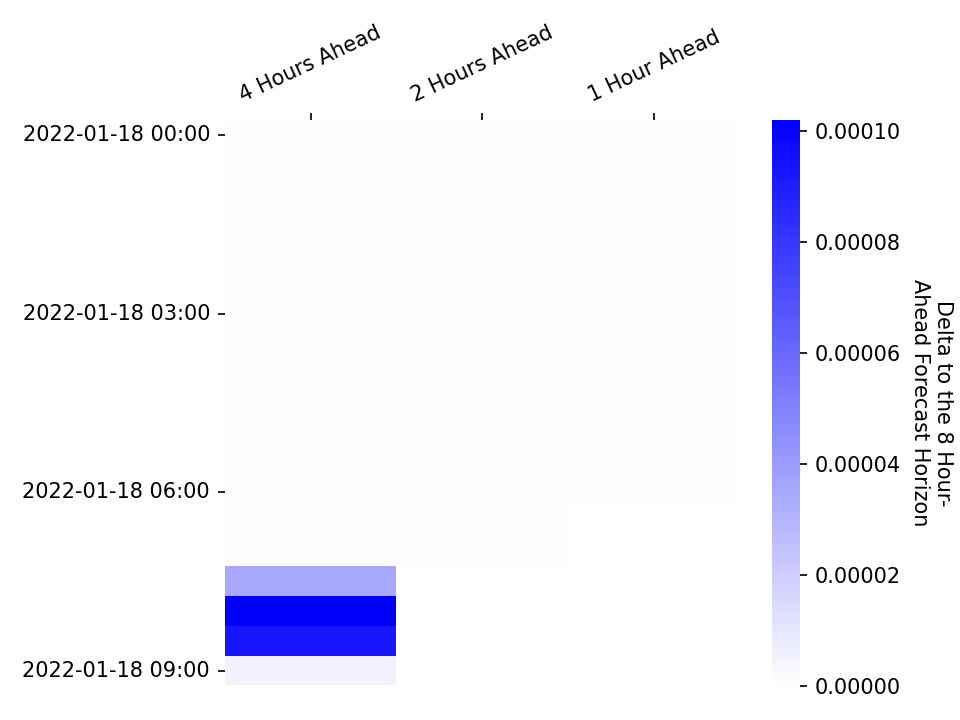 4 Hours Ahead
2 Hours Ahead
1 Hour Ahead
2022-01-18 00:00
2022-01-18 03:00
2022-01-18 06:00
2022-01-18 09:00
0.00010
0.00008
0.00006
0.00004
0.00002
0.00000
Delta to the 8 Hour-
Ahead Forecast Horizon